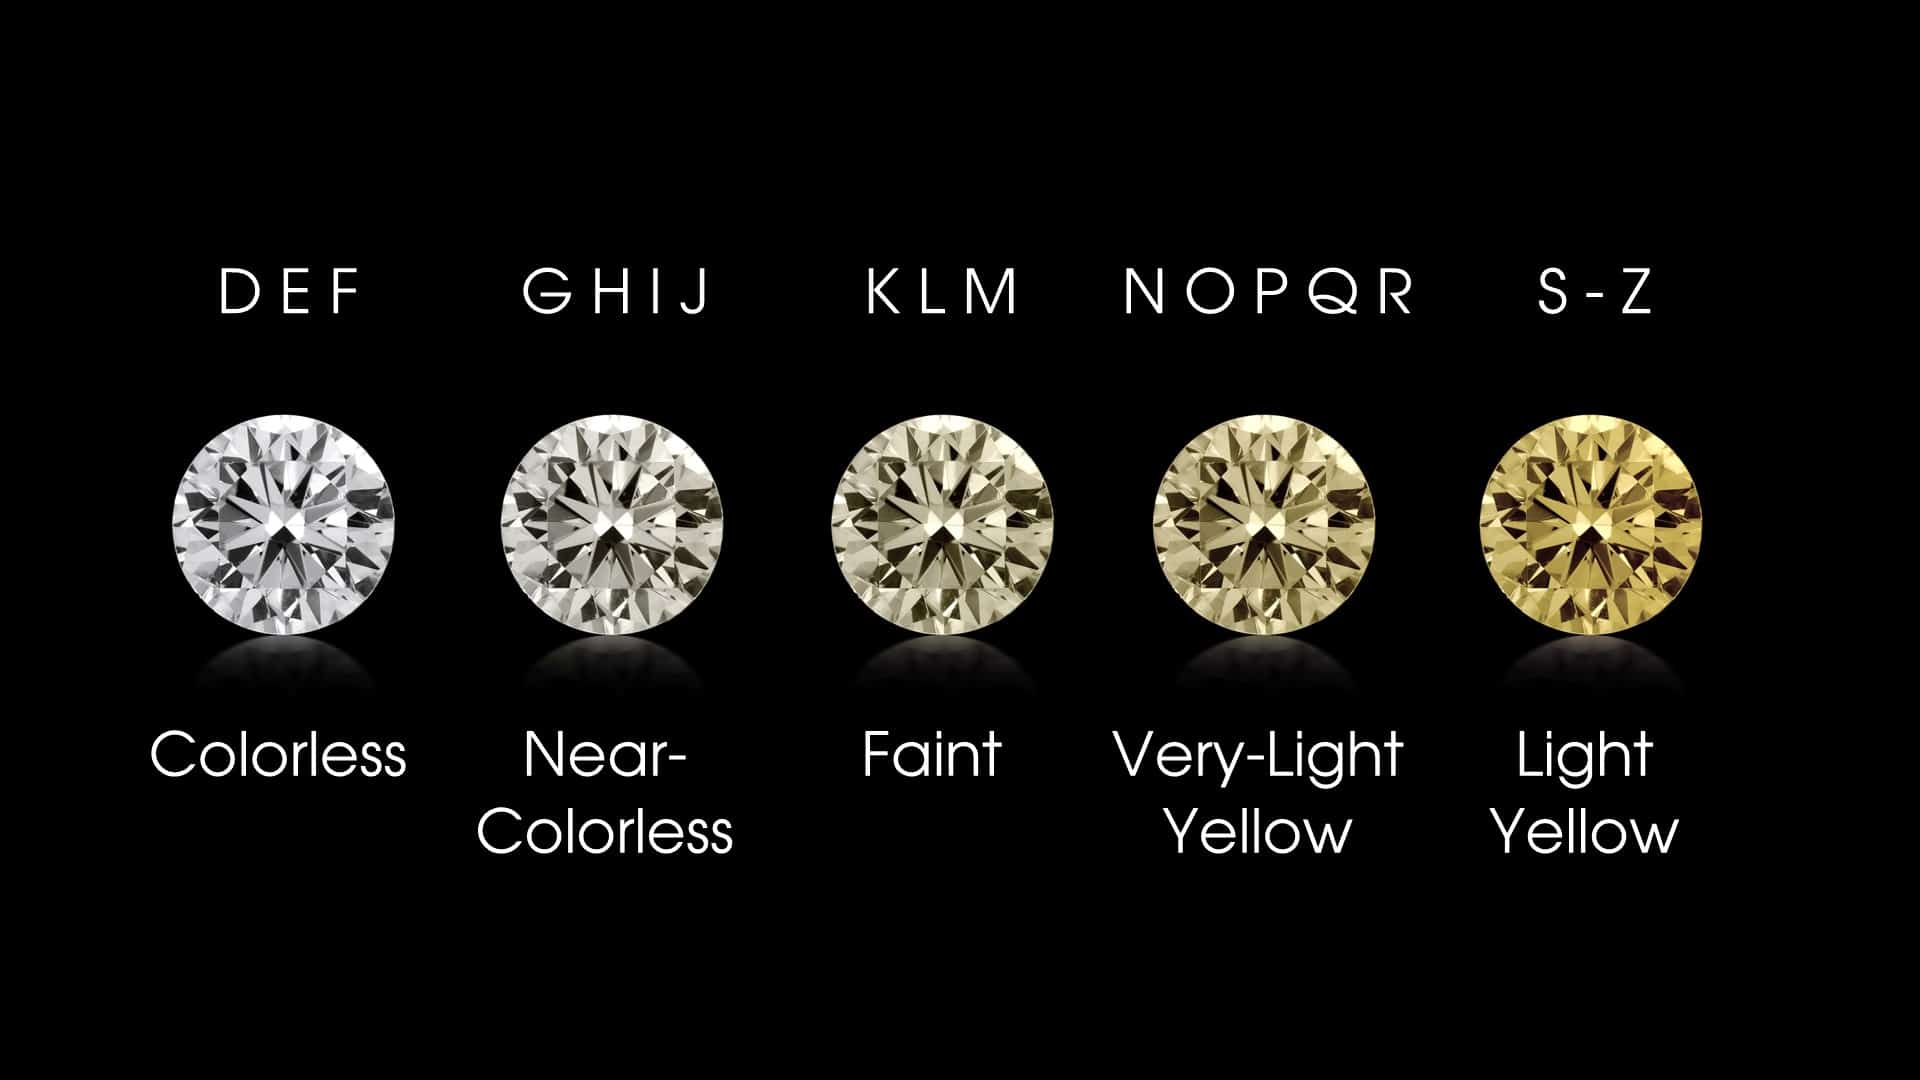 D E F
G H I J
K L M
N O P Q R
S - Z
Colorless
Near-
Colorless
Faint
Very-Light
Yellow
Light
Yellow